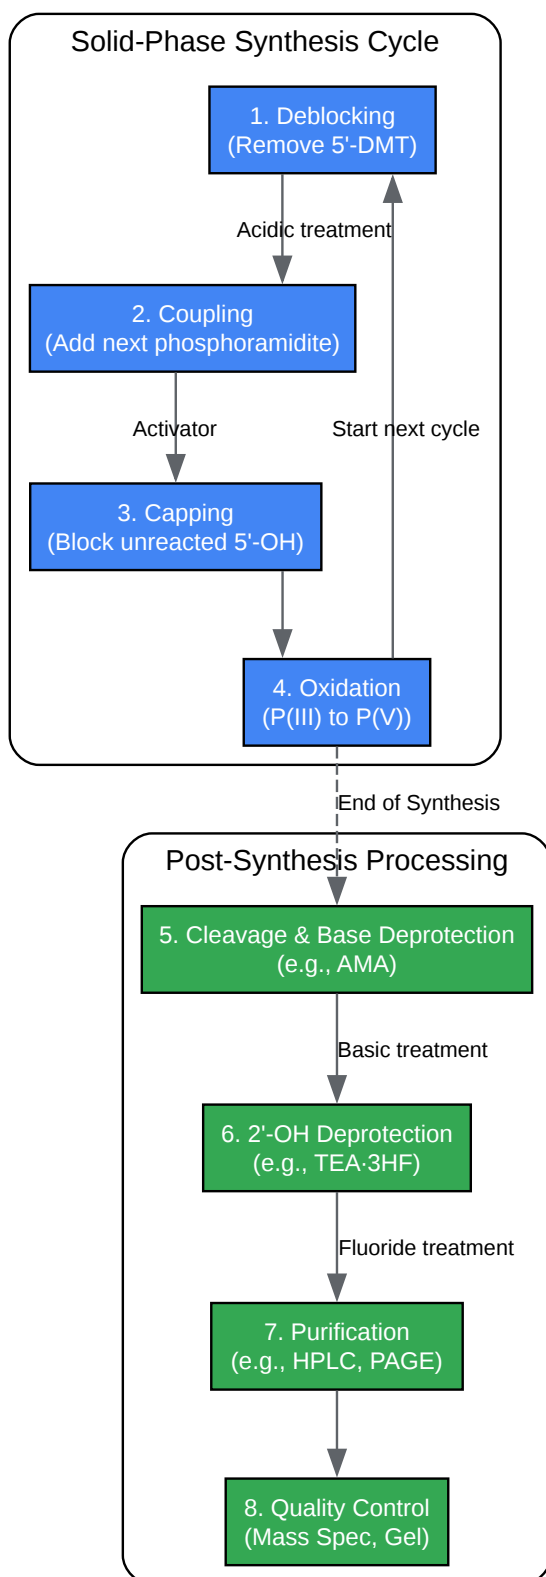 Solid-Phase Synthesis Cycle
1. Deblocking
(Remove 5'-DMT)
Acidic treatment
2. Coupling
(Add next phosphoramidite)
Activator
Start next cycle
3. Capping
(Block unreacted 5'-OH)
4. Oxidation
(P(III) to P(V))
End of Synthesis
Post-Synthesis Processing
5. Cleavage & Base Deprotection
(e.g., AMA)
Basic treatment
6. 2'-OH Deprotection
(e.g., TEA·3HF)
Fluoride treatment
7. Purification
(e.g., HPLC, PAGE)
8. Quality Control
(Mass Spec, Gel)